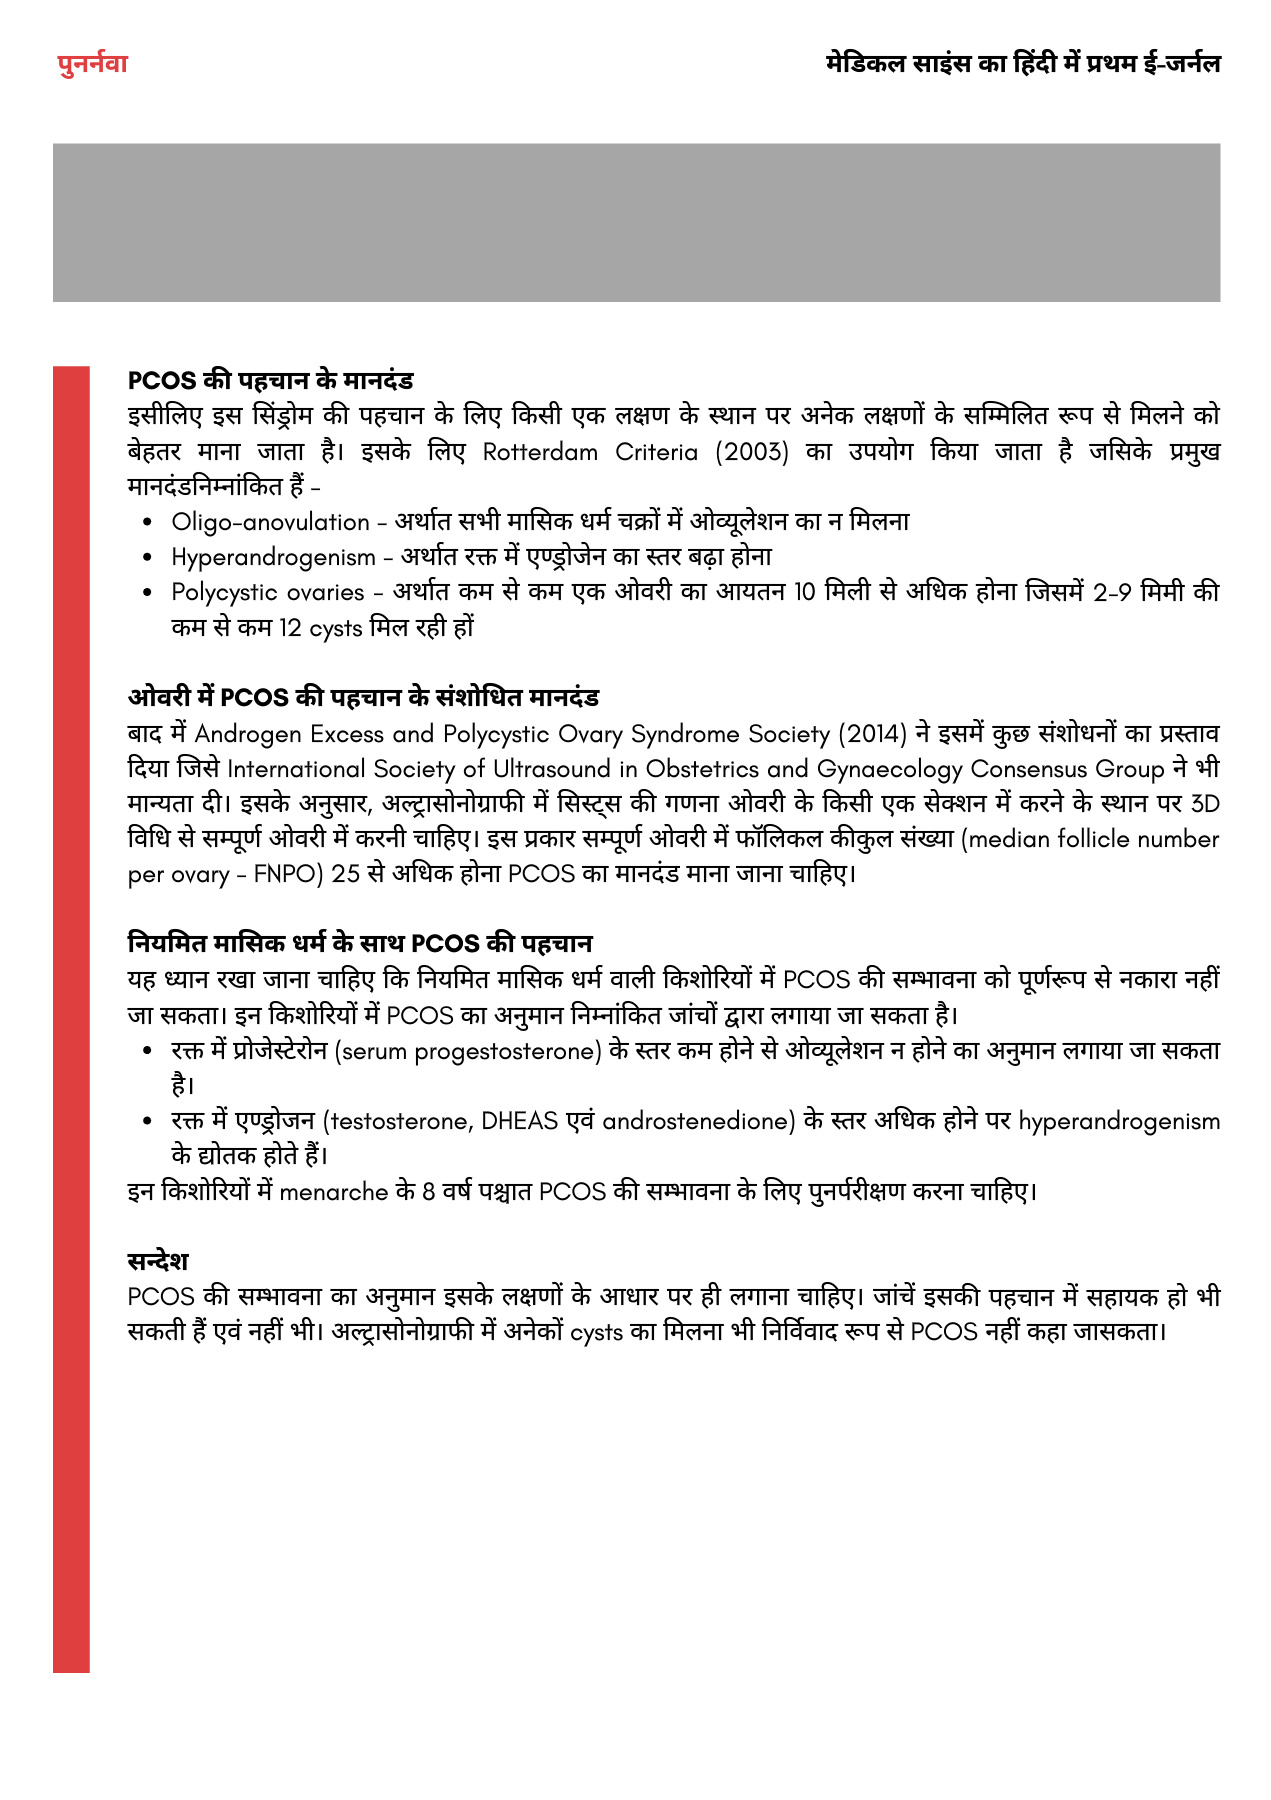 पुनर्नवा
मेडिकल साइंस का हिंदी में प्रथम ई-जर्नल
PCOS की पहचान के मानदंड
इसीलिए इस सिंड्रोम की पहचान के लिए किसी एक लक्षण के स्थान पर अनेक लक्षणों के सम्मिलित रूप से मिलने को
बेहतर माना जाता है। इसके लिए Rotterdam Criteria (2003) का उपयोग किया जाता है जसिके प्रमुख
मानदंडनिम्नांकित हैं -
• Oligo-anovulation - अर्थात सभी मासिक धर्म चक्रों में ओव्यूलेशन का न मिलना
• Hyperandrogenism - अर्थात रक्त में एण्ड्रोजेन का स्तर बढ़ा होना
• Polycystic ovaries - अर्थात कम से कम एक ओवरी का आयतन 10 मिली से अधिक होना जिसमें 2-9 मिमी की
कम से कम 12 cysts मिल रही हों
ओवरी में PCOS की पहचान के संशोधित मानदंड
बाद में Androgen Excess and Polycystic Ovary Syndrome Society (2014) ने इसमें कुछ संशोधनों का प्रस्ताव
दिया जिसे International Society of Ultrasound in Obstetrics and Gynaecology Consensus Group ने भी
मान्यता दी। इसके अनुसार, अल्ट्रासोनोग्राफी में सिस्ट्स की गणना ओवरी के किसी एक सेक्शन में करने के स्थान पर 3D
विधि से सम्पूर्ण ओवरी में करनी चाहिए। इस प्रकार सम्पूर्ण ओवरी में फॉलिकल कीकुल संख्या (median follicle number
per ovary - FNPO) 25 से अधिक होना PCOS का मानदंड माना जाना चाहिए।
नियमित मासिक धर्म के साथ PCOS की पहचान
यह ध्यान रखा जाना चाहिए कि नियमित मासिक धर्म वाली किशोरियों में PCOS की सम्भावना को पूर्णरूप से नकारा नहीं
जा सकता। इन किशोरियों में PCOS का अनुमान निम्नांकित जांचों द्वारा लगाया जा सकता है।
• रक्त में प्रोजेस्टेरोन (serum progestosterone) के स्तर कम होने से ओव्यूलेशन न होने का अनुमान लगाया जा सकता
है।
• रक्त में एण्ड्रोजन (testosterone, DHEAS एवं androstenedione) के स्तर अधिक होने पर hyperandrogenism
के द्योतक होते हैं।
इन किशोरियों में menarche के 8 वर्ष पश्चात PCOS की सम्भावना के लिए पुनर्परीक्षण करना चाहिए।
सन्देश
PCOS की सम्भावना का अनुमान इसके लक्षणों के आधार पर ही लगाना चाहिए। जांचें इसकी पहचान में सहायक हो भी
सकती हैं एवं नहीं भी। अल्ट्रासोनोग्राफी में अनेकों cysts का मिलना भी निर्विवाद रूप से PCOS नहीं कहा जासकता।